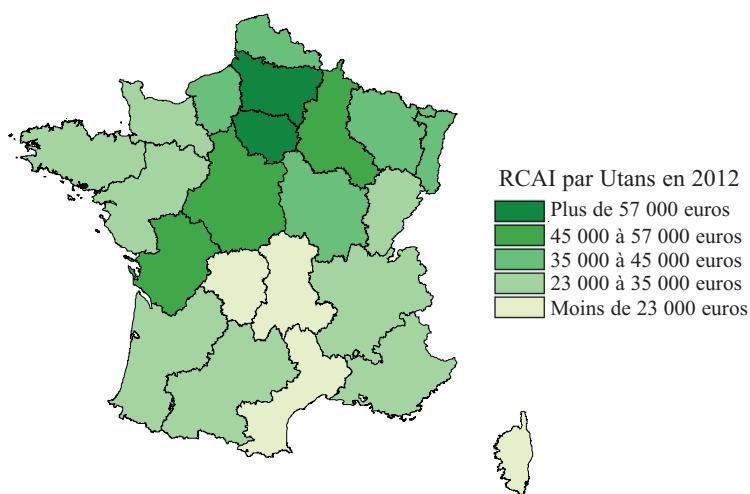 RCAI par Utans en 2012
Plus de 57 000 euros
45 000 à 57 000 euros
35 000 à 45 000 euros
23 000 à 35 000 euros
Moins de 23 000 euros